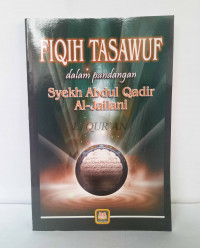 FIQIH TASAWUF
dalam pandangan
Syekh Abdul Qadir
Al-Jailani